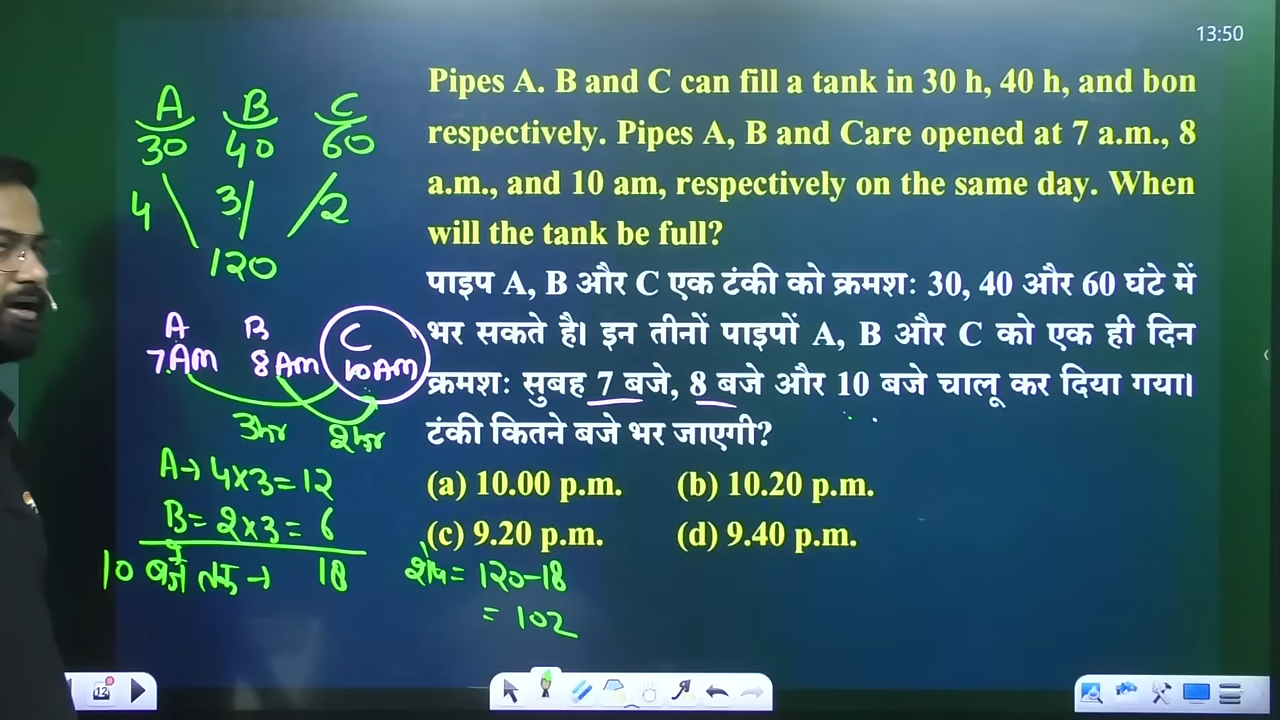 13:50
Pipes A. B and C can fill a tank in 30 h, 40 h, and bon
respectively. Pipes A, B and Care opened at 7 a.m., 8
a.m., and 10 am, respectively on the same day. When
will the tank be full?
पाइप A, B और C एक टंकी को क्रमश: 30, 40 और 60 घंटे में
भर सकते है। इन तीनों पाइपों A, B और C को एक ही दिन
क्रमश: सुबह 7 बजे, 8 बजे और 10 बजे चालू कर दिया गया।
टंकी कितने बजे भर जाएगी?
(a) 10.00 p.m. (b) 10.20 p.m.
(c) 9.20 p.m. (d) 9.40 p.m.
A B C
30 40 60
4 3 2
120
A B C
7AM 8AM 10AM
3hr 2hr
A→ 4×3=12
B= 2×3= 6
10 बजे तक → 18
शेष = 120-18
= 102
12